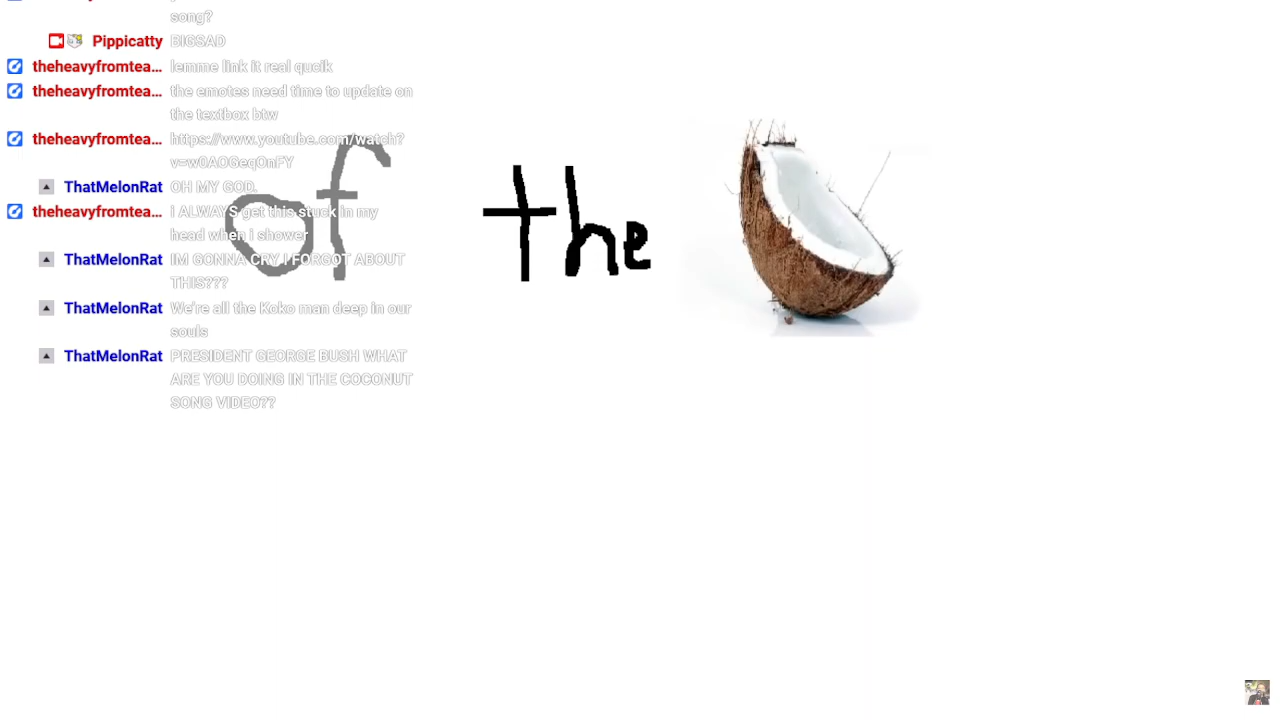 song?
Pippicatty BIGSAD
theheavyfromtea... lemme link it real qucik
theheavyfromtea... the emotes need time to update on
the textbox btw
theheavyfromtea... https://www.youtube.com/watch?
v=w0AOGeqOnFY
ThatMelonRat OH MY GOD.
theheavyfromtea... I ALWAYS get this stuck in my
head when i shower
ThatMelonRat IM GONNA CRY I FORGOT ABOUT
THIS???
ThatMelonRat We're all the Koko man deep in our
souls
ThatMelonRat PRESIDENT GEORGE BUSH WHAT
ARE YOU DOING IN THE COCONUT
SONG VIDEO??
of the